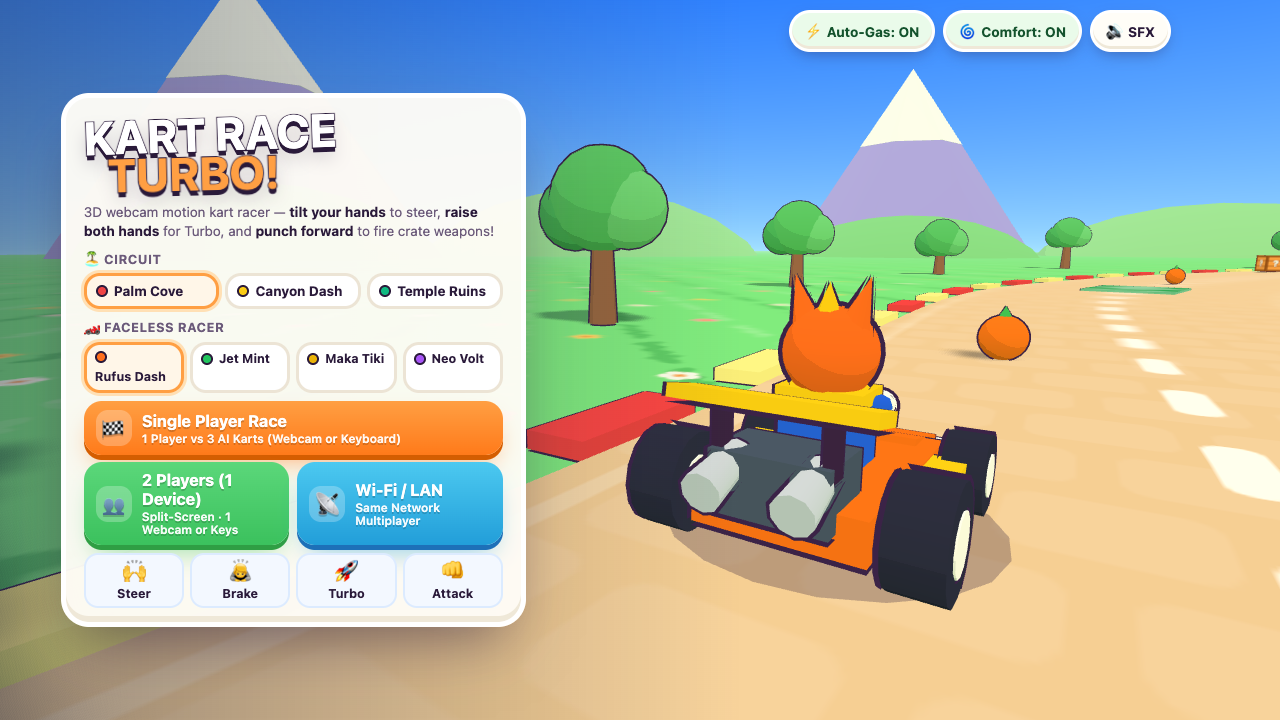 Auto-Gas: ON
Comfort: ON
SFX
KART RACE
TURBO!
3D webcam motion kart racer — tilt your hands to steer, raise
both hands for Turbo, and punch forward to fire crate weapons!
CIRCUIT
Palm Cove
Canyon Dash
Temple Ruins
FACELESS RACER
Rufus Dash
Jet Mint
Maka Tiki
Neo Volt
Single Player Race
1 Player vs 3 AI Karts (Webcam or Keyboard)
2 Players (1
Device)
Split-Screen · 1
Webcam or Keys
Wi-Fi / LAN
Same Network
Multiplayer
Steer
Brake
Turbo
Attack